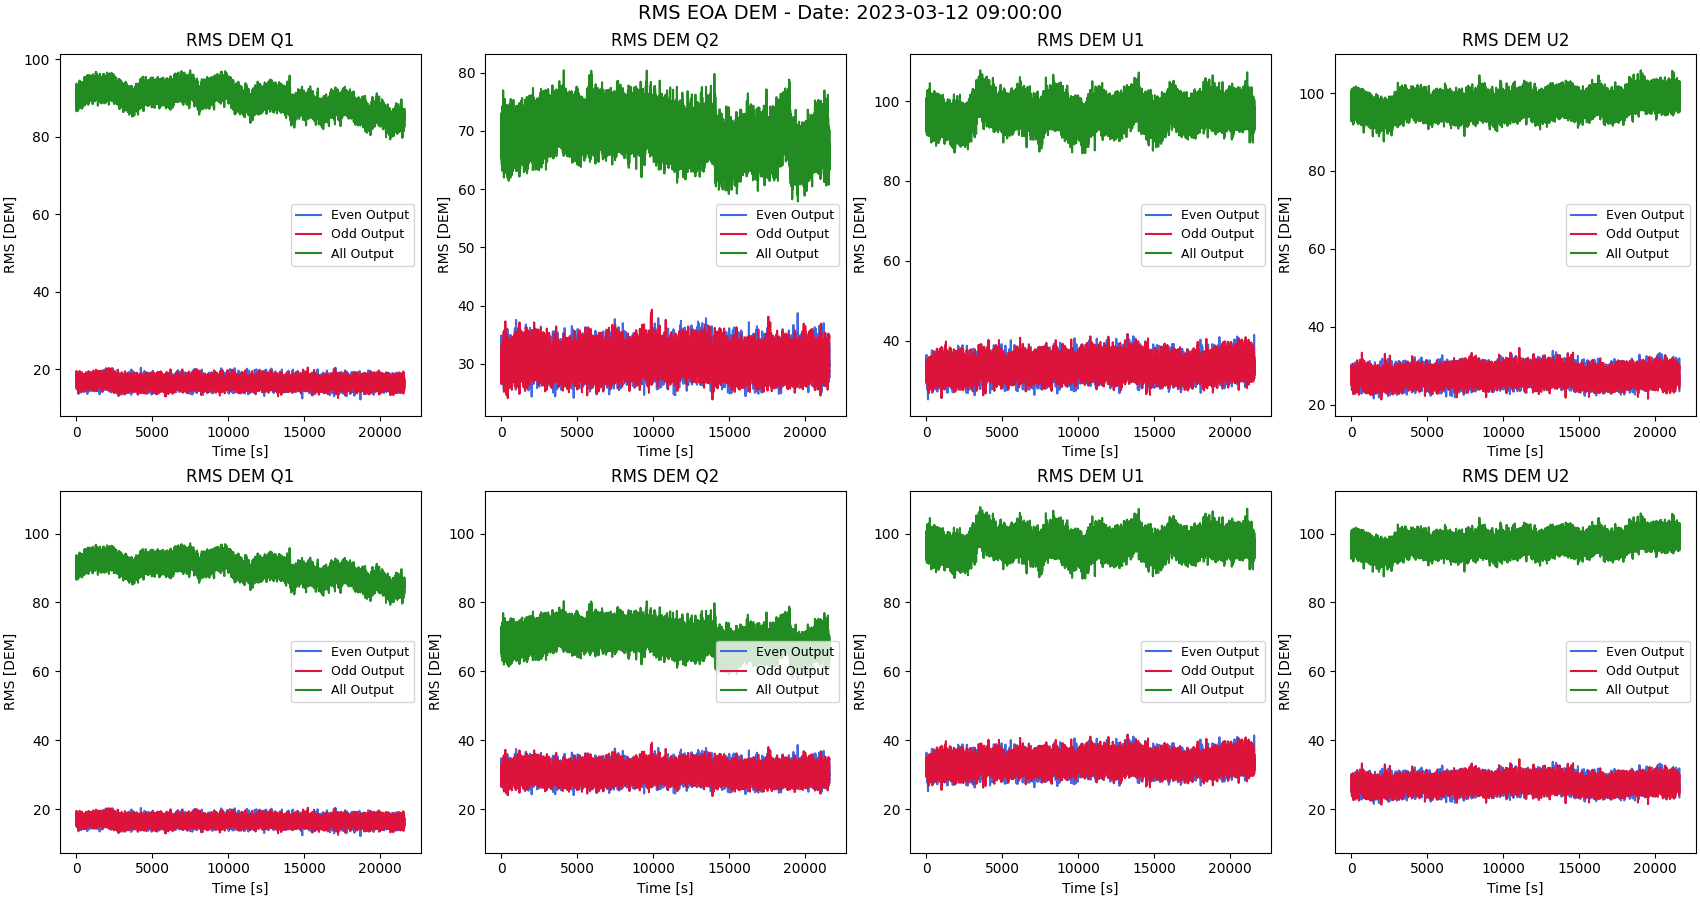 RMS EOA DEM - Date: 2023-03-12 09:00:00
RMS DEM Q1
RMS [DEM]
100
80
60
40
20
0
5000
10000
15000
20000
Time [s]
Even Output
Odd Output
All Output
RMS DEM Q2
RMS [DEM]
80
70
60
50
40
30
0
5000
10000
15000
20000
Time [s]
Even Output
Odd Output
All Output
RMS DEM U1
RMS [DEM]
100
80
60
40
0
5000
10000
15000
20000
Time [s]
Even Output
Odd Output
All Output
RMS DEM U2
RMS [DEM]
100
80
60
40
20
0
5000
10000
15000
20000
Time [s]
Even Output
Odd Output
All Output
RMS DEM Q1
RMS [DEM]
100
80
60
40
20
0
5000
10000
15000
20000
Time [s]
Even Output
Odd Output
All Output
RMS DEM Q2
RMS [DEM]
100
80
60
40
20
0
5000
10000
15000
20000
Time [s]
Even Output
Odd Output
All Output
RMS DEM U1
RMS [DEM]
100
80
60
40
20
0
5000
10000
15000
20000
Time [s]
Even Output
Odd Output
All Output
RMS DEM U2
RMS [DEM]
100
80
60
40
20
0
5000
10000
15000
20000
Time [s]
Even Output
Odd Output
All Output